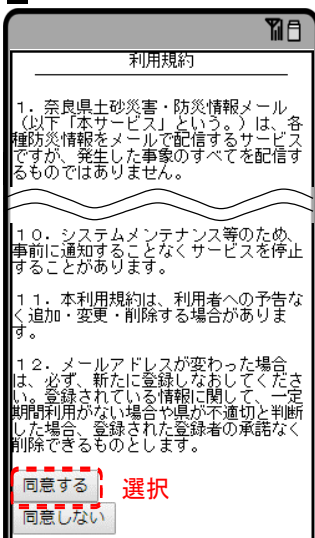 利用規約
１．奈良県土砂災害・防災情報メール
（以下「本サービス」という。）は、各
種防災情報をメールで配信するサービス
ですが、発生した事象のすべてを配信す
るものではありません。
１０．システムメンテナンス等のため、
事前に通知することなくサービスを停止
することがあります。
１１．本利用規約は、利用者への予告な
く追加・変更・削除する場合がありま
す。
１２．メールアドレスが変わった場合
は、必ず、新たに登録しなおしてくださ
い。登録されている情報に関して、一定
期間利用がない場合や県が不適切と判断
した場合、登録された登録者の承諾なく
削除できるものとします。
同意する 選択
同意しない